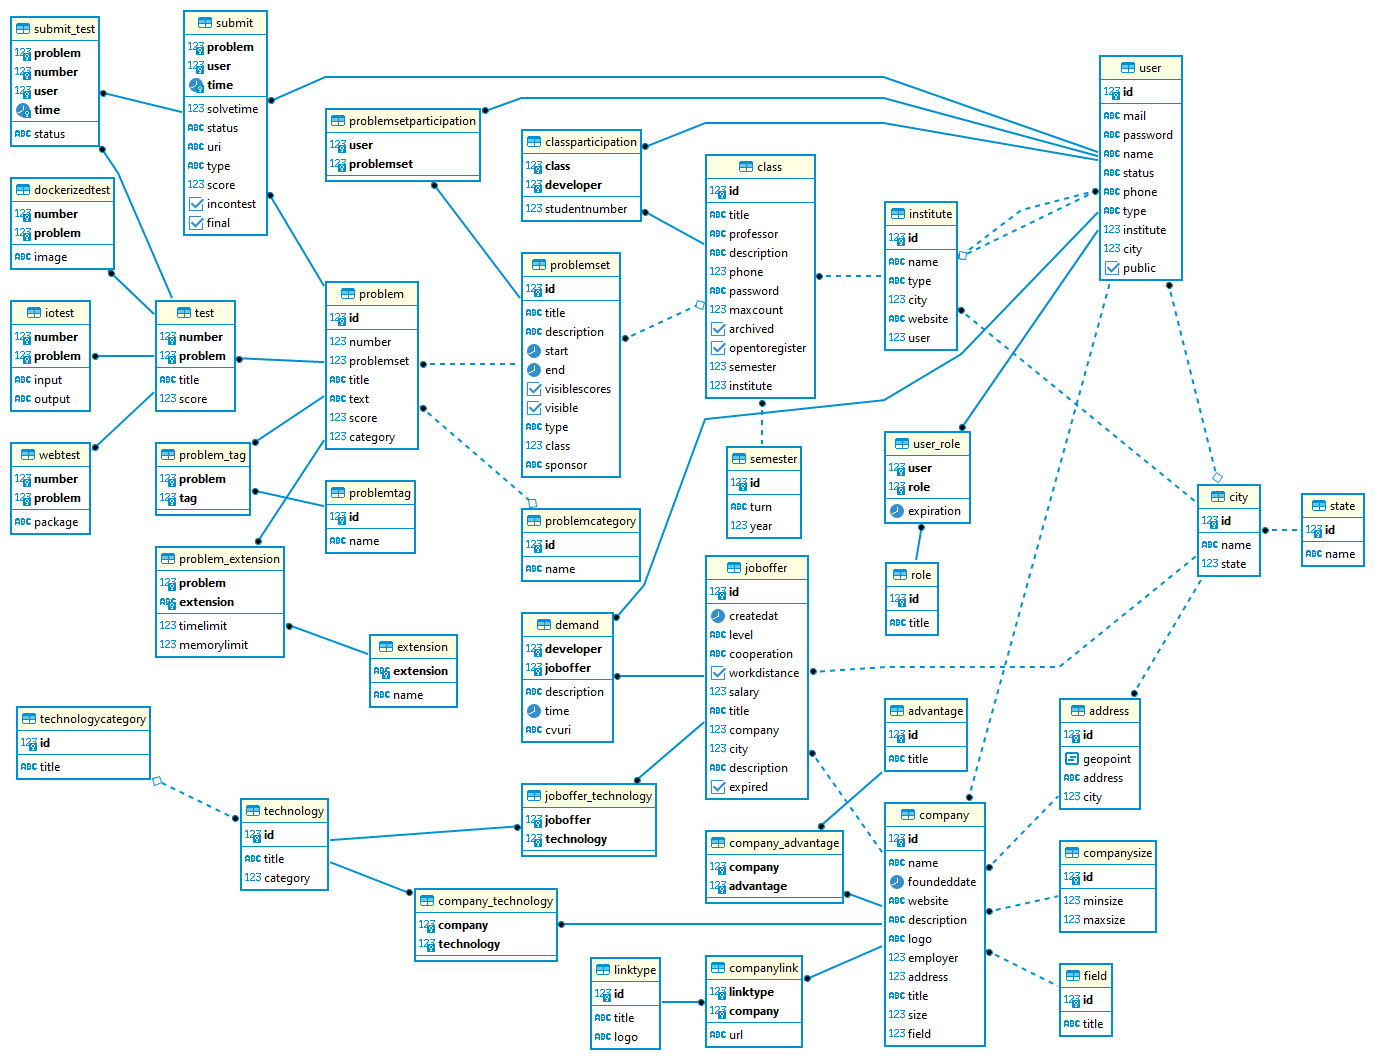 submit_test
problem
number
user
time
status
submit
problem
user
time
solvetime
status
uri
type
score
incontest
final
problemsetparticipation
user
problemset
classparticipation
class
developer
studentnumber
class
id
title
professor
description
phone
password
maxcount
archived
opentoregister
semester
institute
user
id
mail
password
name
status
phone
type
institute
city
public
dockerizedtest
number
problem
image
institute
id
name
type
city
website
user
problemset
id
title
description
start
end
visiblescores
visible
type
class
sponsor
problem
id
number
problemset
title
text
score
category
iotest
number
problem
input
output
test
number
problem
title
score
webtest
number
problem
package
problem_tag
problem
tag
problemtag
id
name
semester
id
turn
year
user_role
user
role
expiration
city
id
name
state
state
id
name
problemcategory
id
name
problem_extension
problem
extension
timelimit
memorylimit
joboffer
id
createdat
level
cooperation
workdistance
salary
title
company
city
description
expired
role
id
title
demand
developer
joboffer
description
time
cvuri
extension
extension
name
technologycategory
id
title
advantage
id
title
address
id
geopoint
address
city
joboffer_technology
joboffer
technology
technology
id
title
category
company
id
name
foundeddate
website
description
logo
employer
address
title
size
field
company_advantage
company
advantage
companysize
id
minsize
maxsize
company_technology
company
technology
linktype
id
title
logo
companylink
linktype
company
url
field
id
title